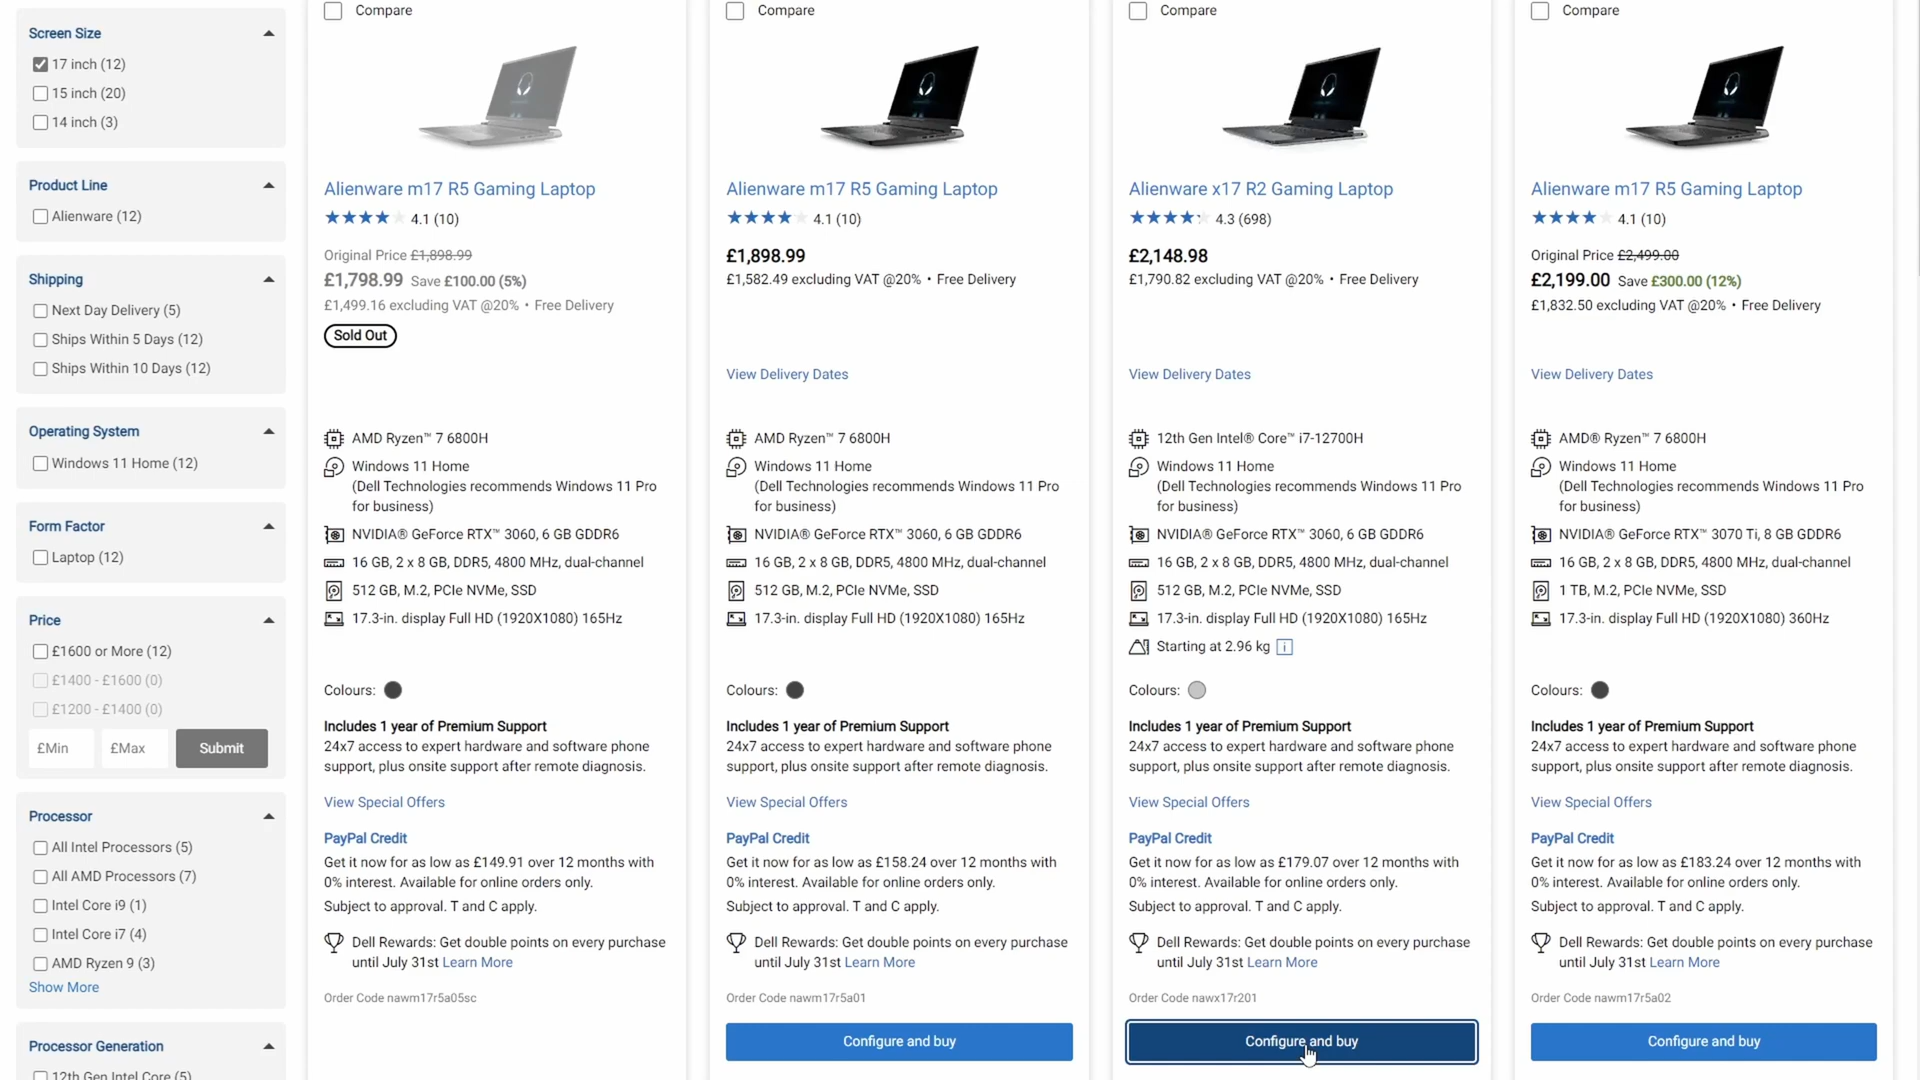 Screen Size
17 inch (12)
15 inch (20)
14 inch (3)
Product Line
Alienware (12)
Shipping
Next Day Delivery (5)
Ships Within 5 Days (12)
Ships Within 10 Days (12)
Operating System
Windows 11 Home (12)
Form Factor
Laptop (12)
Price
£1600 or More (12)
£1400 - £1600 (0)
£1200 - £1400 (0)
£Min £Max Submit
Processor
All Intel Processors (5)
All AMD Processors (7)
Intel Core i9 (1)
Intel Core i7 (4)
AMD Ryzen 9 (3)
Show More
Processor Generation
12th Gen Intel Core (5)
Compare
Alienware m17 R5 Gaming Laptop
4.1 (10)
Original Price £1,898.99
£1,798.99 Save £100.00 (5%)
£1,499.16 excluding VAT @20% • Free Delivery
Sold Out
AMD Ryzen™ 7 6800H
Windows 11 Home
(Dell Technologies recommends Windows 11 Pro
for business)
NVIDIA® GeForce RTX™ 3060, 6 GB GDDR6
16 GB, 2 x 8 GB, DDR5, 4800 MHz, dual-channel
512 GB, M.2, PCIe NVMe, SSD
17.3-in. display Full HD (1920X1080) 165Hz
Colours:
Includes 1 year of Premium Support
24x7 access to expert hardware and software phone
support, plus onsite support after remote diagnosis.
View Special Offers
PayPal Credit
Get it now for as low as £149.91 over 12 months with
0% interest. Available for online orders only.
Subject to approval. T and C apply.
Dell Rewards: Get double points on every purchase
until July 31st Learn More
Order Code nawm17r5a05sc
Compare
Alienware m17 R5 Gaming Laptop
4.1 (10)
£1,898.99
£1,582.49 excluding VAT @20% • Free Delivery
View Delivery Dates
AMD Ryzen™ 7 6800H
Windows 11 Home
(Dell Technologies recommends Windows 11 Pro
for business)
NVIDIA® GeForce RTX™ 3060, 6 GB GDDR6
16 GB, 2 x 8 GB, DDR5, 4800 MHz, dual-channel
512 GB, M.2, PCIe NVMe, SSD
17.3-in. display Full HD (1920X1080) 165Hz
Colours:
Includes 1 year of Premium Support
24x7 access to expert hardware and software phone
support, plus onsite support after remote diagnosis.
View Special Offers
PayPal Credit
Get it now for as low as £158.24 over 12 months with
0% interest. Available for online orders only.
Subject to approval. T and C apply.
Dell Rewards: Get double points on every purchase
until July 31st Learn More
Order Code nawm17r5a01
Configure and buy
Compare
Alienware x17 R2 Gaming Laptop
4.3 (698)
£2,148.98
£1,790.82 excluding VAT @20% • Free Delivery
View Delivery Dates
12th Gen Intel® Core™ i7-12700H
Windows 11 Home
(Dell Technologies recommends Windows 11 Pro
for business)
NVIDIA® GeForce RTX™ 3060, 6 GB GDDR6
16 GB, 2 x 8 GB, DDR5, 4800 MHz, dual-channel
512 GB, M.2, PCIe NVMe, SSD
17.3-in. display Full HD (1920X1080) 165Hz
Starting at 2.96 kg i
Colours:
Includes 1 year of Premium Support
24x7 access to expert hardware and software phone
support, plus onsite support after remote diagnosis.
View Special Offers
PayPal Credit
Get it now for as low as £179.07 over 12 months with
0% interest. Available for online orders only.
Subject to approval. T and C apply.
Dell Rewards: Get double points on every purchase
until July 31st Learn More
Order Code nawx17r201
Configure and buy
Compare
Alienware m17 R5 Gaming Laptop
4.1 (10)
Original Price £2,499.00
£2,199.00 Save £300.00 (12%)
£1,832.50 excluding VAT @20% • Free Delivery
View Delivery Dates
AMD® Ryzen™ 7 6800H
Windows 11 Home
(Dell Technologies recommends Windows 11 Pro
for business)
NVIDIA® GeForce RTX™ 3070 Ti, 8 GB GDDR6
16 GB, 2 x 8 GB, DDR5, 4800 MHz, dual-channel
1 TB, M.2, PCIe NVMe, SSD
17.3-in. display Full HD (1920X1080) 360Hz
Colours:
Includes 1 year of Premium Support
24x7 access to expert hardware and software phone
support, plus onsite support after remote diagnosis.
View Special Offers
PayPal Credit
Get it now for as low as £183.24 over 12 months with
0% interest. Available for online orders only.
Subject to approval. T and C apply.
Dell Rewards: Get double points on every purchase
until July 31st Learn More
Order Code nawm17r5a02
Configure and buy